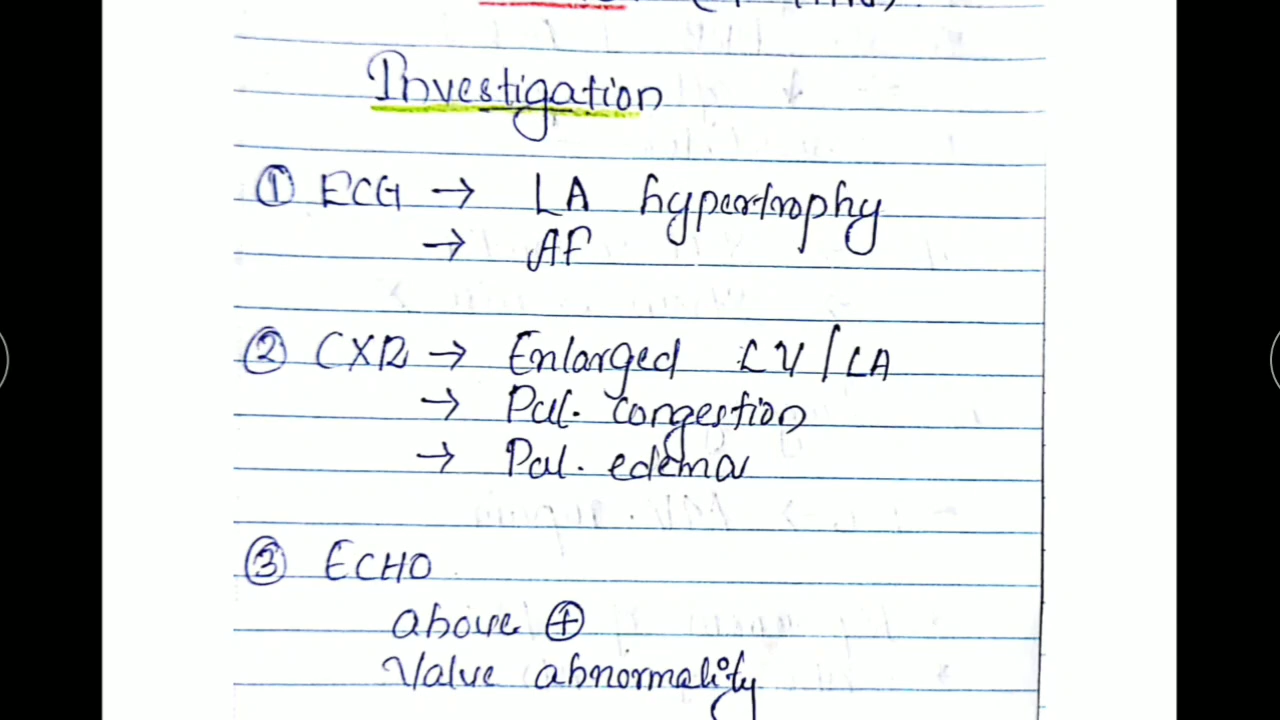 Investigation
① ECG → LA hypertrophy
→ AF
② CXR → Enlarged LV/LA
→ Pul. congestion
→ Pul. edema
③ ECHO
above ⊕
Valve abnormality